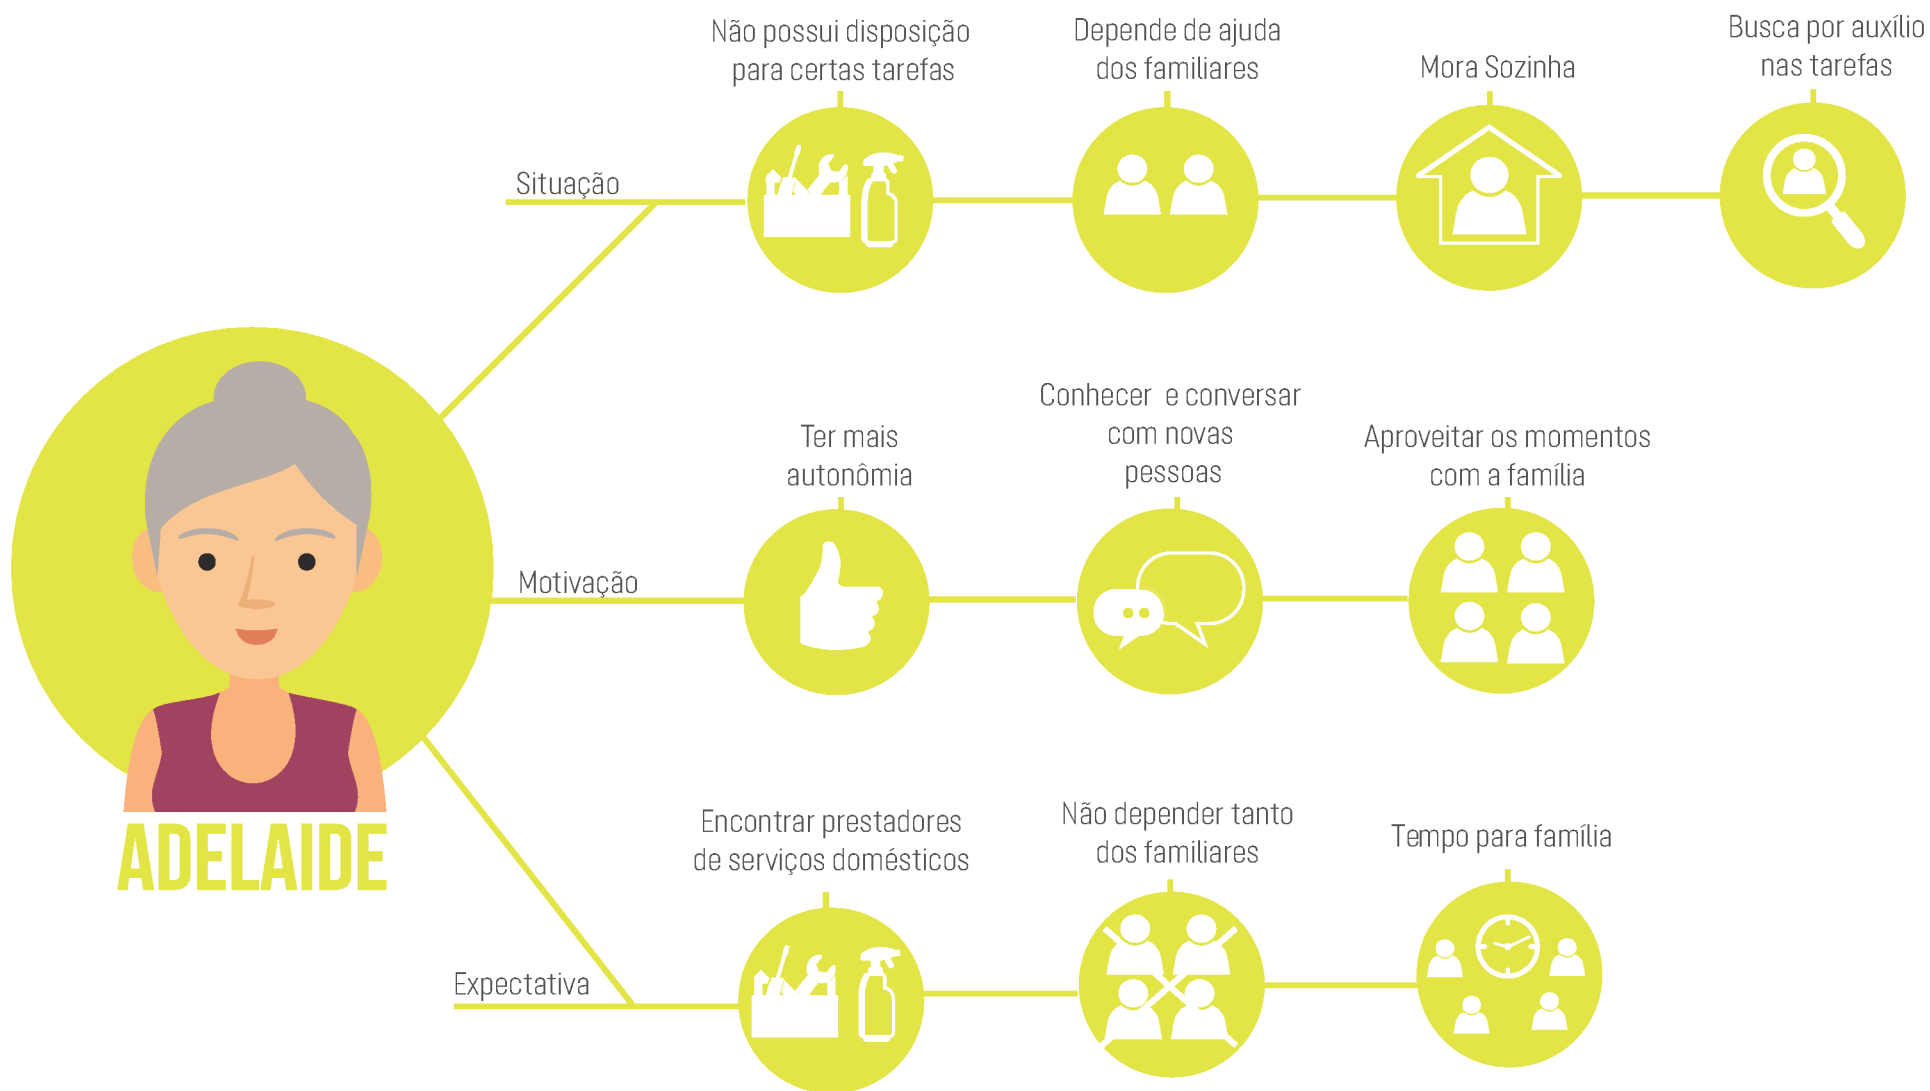 Não possui disposição
para certas tarefas
Depende de ajuda
dos familiares
Mora Sozinha
Busca por auxílio
nas tarefas
Situação
Conhecer e conversar
com novas
pessoas
Ter mais
autonômia
Aproveitar os momentos
com a família
Motivação
ADELAIDE
Encontrar prestadores
de serviços domésticos
Não depender tanto
dos familiares
Tempo para família
Expectativa